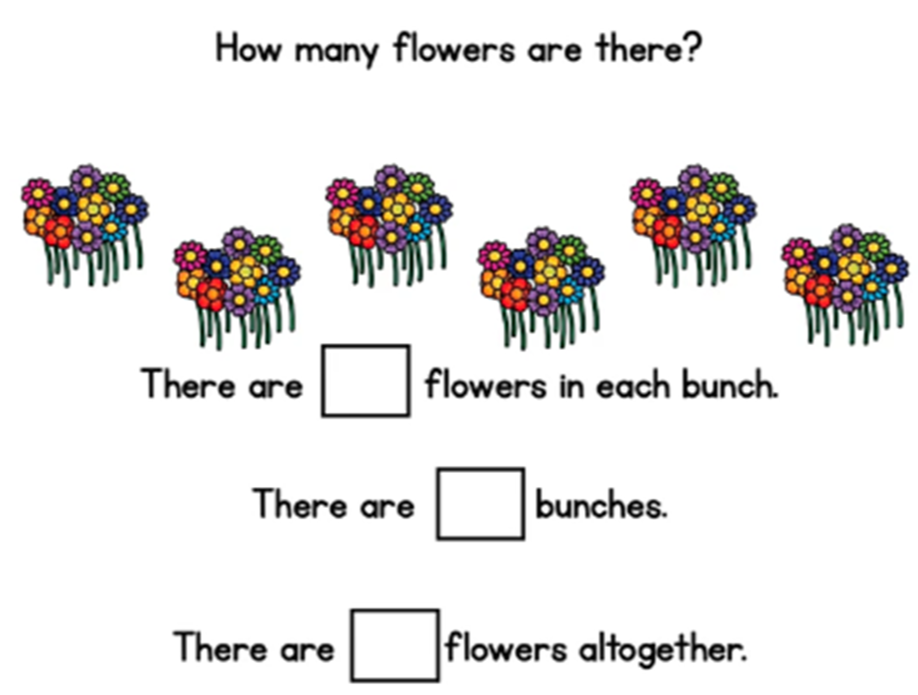 How many flowers are there?
There are flowers in each bunch.
There are bunches.
There are flowers altogether.